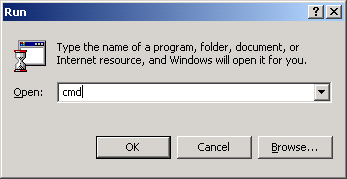 Run
Type the name of a program, folder, document, or
Internet resource, and Windows will open it for you.
Open: cmd
OK Cancel Browse...